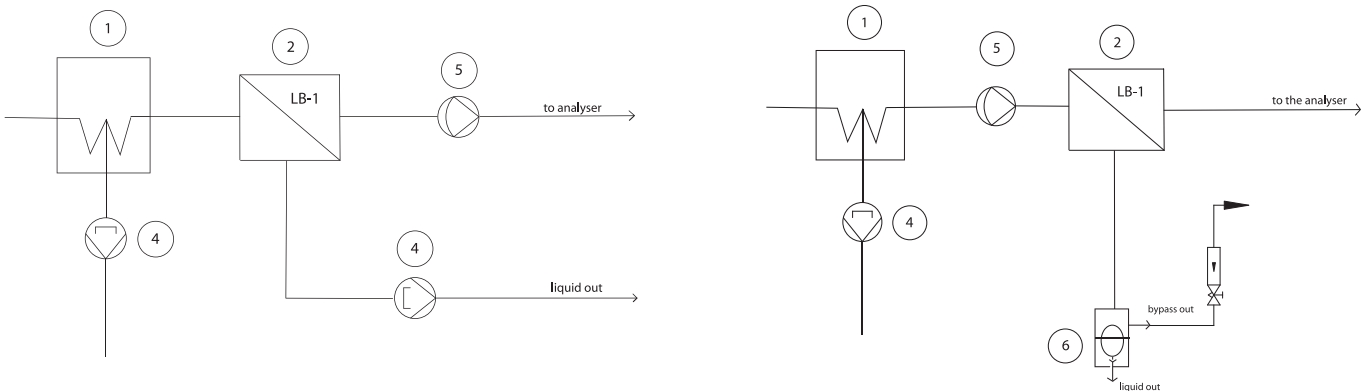 1
2
LB-1
5
to analyser
4
4
liquid out
1
5
2
LB-1
to the analyser
4
bypass out
6
liquid out